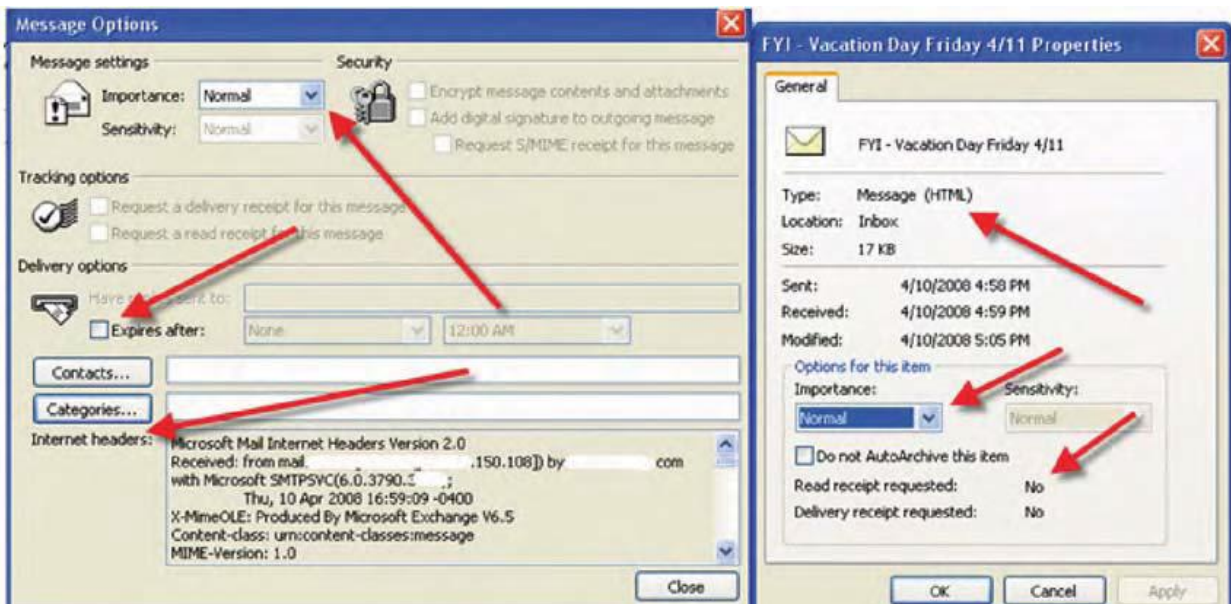 Message Options
Message settings
Security
Importance: Normal
Sensitivity: Normal
Encrypt message contents and attachments
Add digital signature to outgoing message
Request S/MIME receipt for this message
Tracking options
Request a delivery receipt for this message
Request a read receipt for this message
Delivery options
Have sent to:
Expires after: None 12:00 AM
Contacts...
Categories...
Internet headers:
Microsoft Mail Internet Headers Version 2.0
Received: from mail. .150.108]) by com
with Microsoft SMTPSVC(6.0.3790. ;
Thu, 10 Apr 2008 16:59:09 -0400
X-MimeOLE: Produced By Microsoft Exchange V6.5
Content-class: urn:content-classes:message
MIME-Version: 1.0
Close
FYI - Vacation Day Friday 4/11 Properties
General
FYI - Vacation Day Friday 4/11
Type: Message (HTML)
Location: Inbox
Size: 17 KB
Sent: 4/10/2008 4:58 PM
Received: 4/10/2008 4:59 PM
Modified: 4/10/2008 5:05 PM
Options for this item
Importance: Sensitivity:
Normal Normal
Do not AutoArchive this item
Read receipt requested: No
Delivery receipt requested: No
OK Cancel Apply